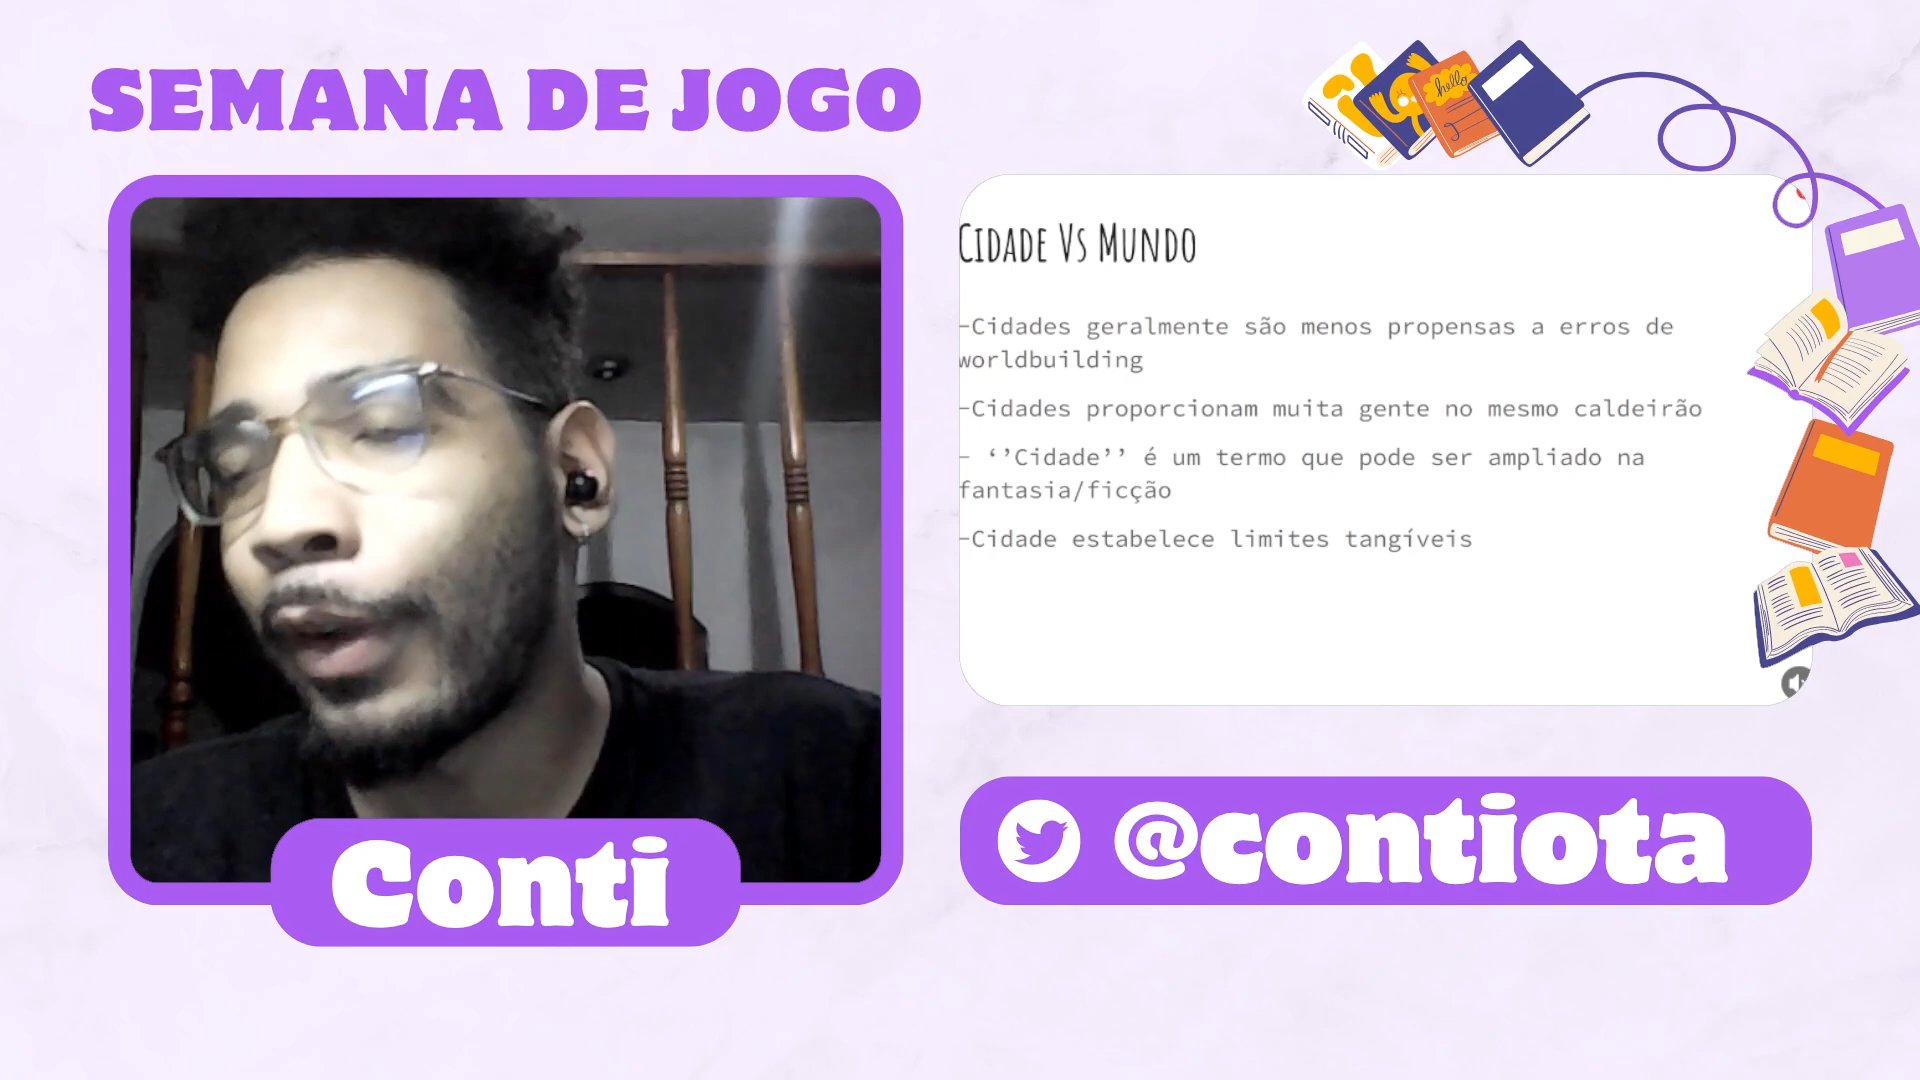 SEMANA DE JOGO
hello
Cidade Vs Mundo
-Cidades geralmente são menos propensas a erros de
worldbuilding
-Cidades proporcionam muita gente no mesmo caldeirão
- ‘’Cidade’’ é um termo que pode ser ampliado na
fantasia/ficção
-Cidade estabelece limites tangíveis
Conti
@contiota